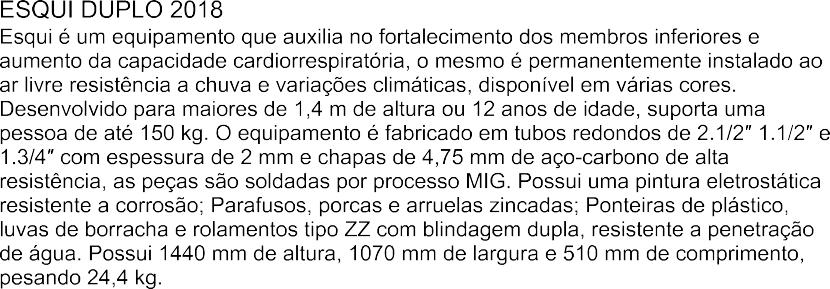 ESQUI DUPLO 2018
Esqui é um equipamento que auxilia no fortalecimento dos membros inferiores e
aumento da capacidade cardiorrespiratória, o mesmo é permanentemente instalado ao
ar livre resistência a chuva e variações climáticas, disponível em várias cores.
Desenvolvido para maiores de 1,4 m de altura ou 12 anos de idade, suporta uma
pessoa de até 150 kg. O equipamento é fabricado em tubos redondos de 2.1/2″ 1.1/2″ e
1.3/4″ com espessura de 2 mm e chapas de 4,75 mm de aço-carbono de alta
resistência, as peças são soldadas por processo MIG. Possui uma pintura eletrostática
resistente a corrosão; Parafusos, porcas e arruelas zincadas; Ponteiras de plástico,
luvas de borracha e rolamentos tipo ZZ com blindagem dupla, resistente a penetração
de água. Possui 1440 mm de altura, 1070 mm de largura e 510 mm de comprimento,
pesando 24,4 kg.